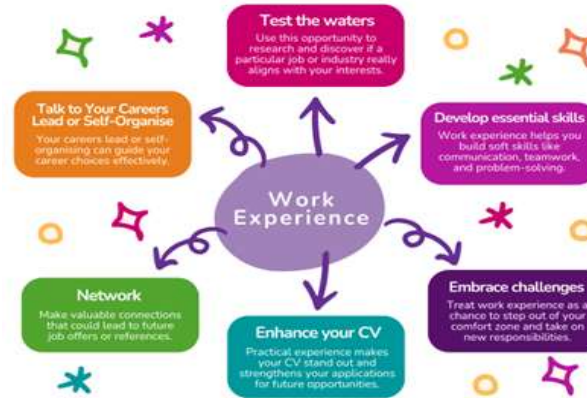 Test the waters
Use this opportunity to
research and discover if a
particular job or industry really
aligns with your interests.
Talk to Your Careers
Lead or Self-Organise
Your careers lead or self-
organising can guide your
career choices effectively.
Develop essential skills
Work experience helps you
build soft skills like
communication, teamwork,
and problem-solving.
Work
Experience
Network
Make valuable connections
that could lead to future
job offers or references.
Enhance your CV
Practical experience makes
your CV stand out and
strengthens your applications
for future opportunities.
Embrace challenges
Treat work experience as a
chance to step out of your
comfort zone and take on
new responsibilities.